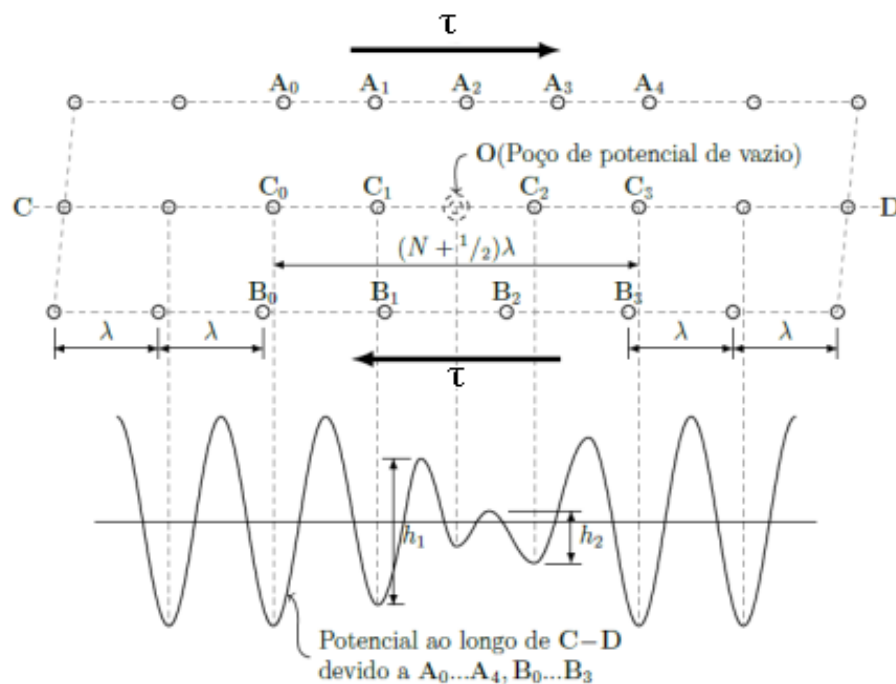 τ
A₀ A₁ A₂ A₃ A₄
O(Poço de potencial de vazio)
C C₀ C₁ C₂ C₃ D
(N + ¹/₂)λ
B₀ B₁ B₂ B₃
λ λ λ λ
τ
h₁ h₂
Potencial ao longo de C–D
devido a A₀...A₄, B₀...B₃